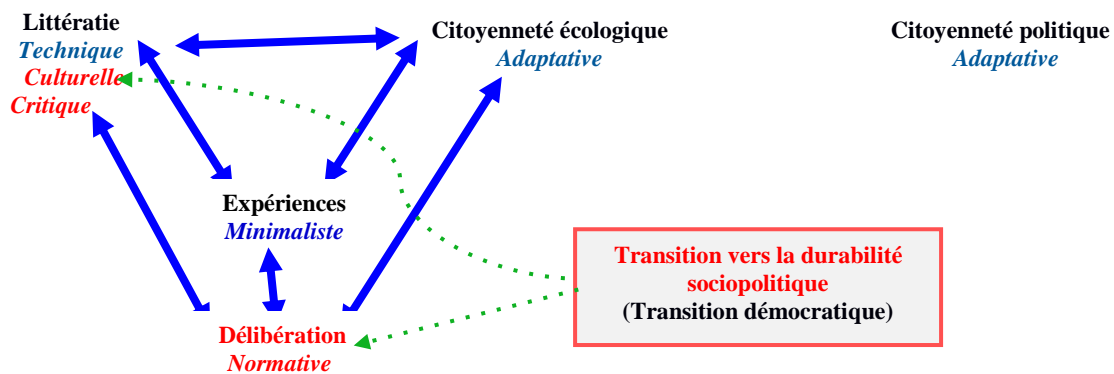 Littératie
Technique
Culturelle
Critique
Citoyenneté écologique
Adaptative
Citoyenneté politique
Adaptative
Expériences
Minimaliste
Transition vers la durabilité
sociopolitique
(Transition démocratique)
Délibération
Normative